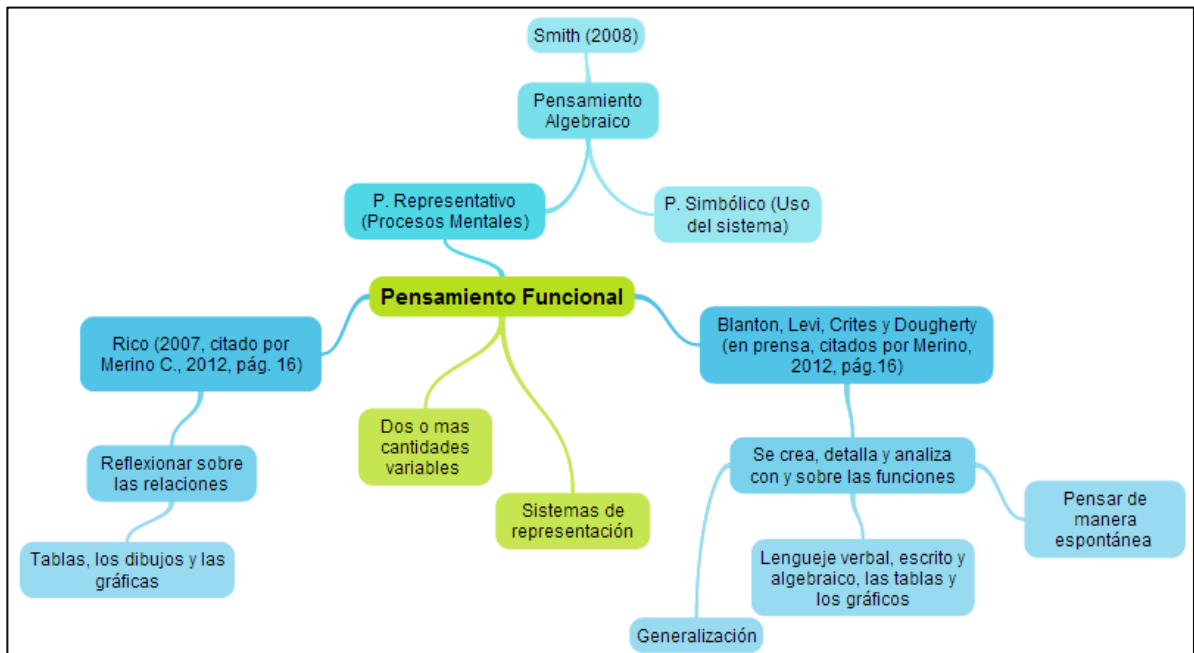 Smith (2008)
Pensamiento
Algebraico
P. Representativo
(Procesos Mentales)
P. Simbólico (Uso
del sistema)
Pensamiento Funcional
Rico (2007, citado por
Merino C., 2012, pág. 16)
Blanton, Levi, Crites y Dougherty
(en prensa, citados por Merino,
2012, pág.16)
Dos o mas
cantidades
variables
Reflexionar sobre
las relaciones
Se crea, detalla y analiza
con y sobre las funciones
Sistemas de
representación
Pensar de
manera
espontánea
Tablas, los dibujos y las
gráficas
Lengueje verbal, escrito y
algebraico, las tablas y
los gráficos
Generalización